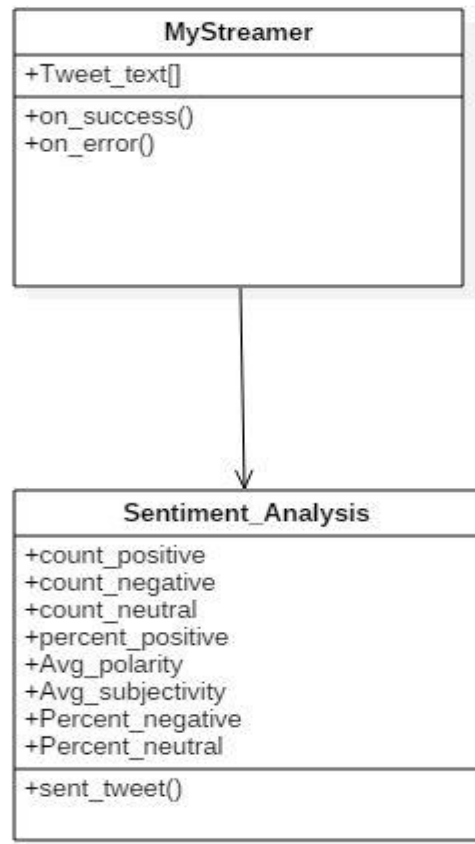 MyStreamer
+Tweet_text[]
+on_success()
+on_error()
Sentiment_Analysis
+count_positive
+count_negative
+count_neutral
+percent_positive
+Avg_polarity
+Avg_subjectivity
+Percent_negative
+Percent_neutral
+sent_tweet()